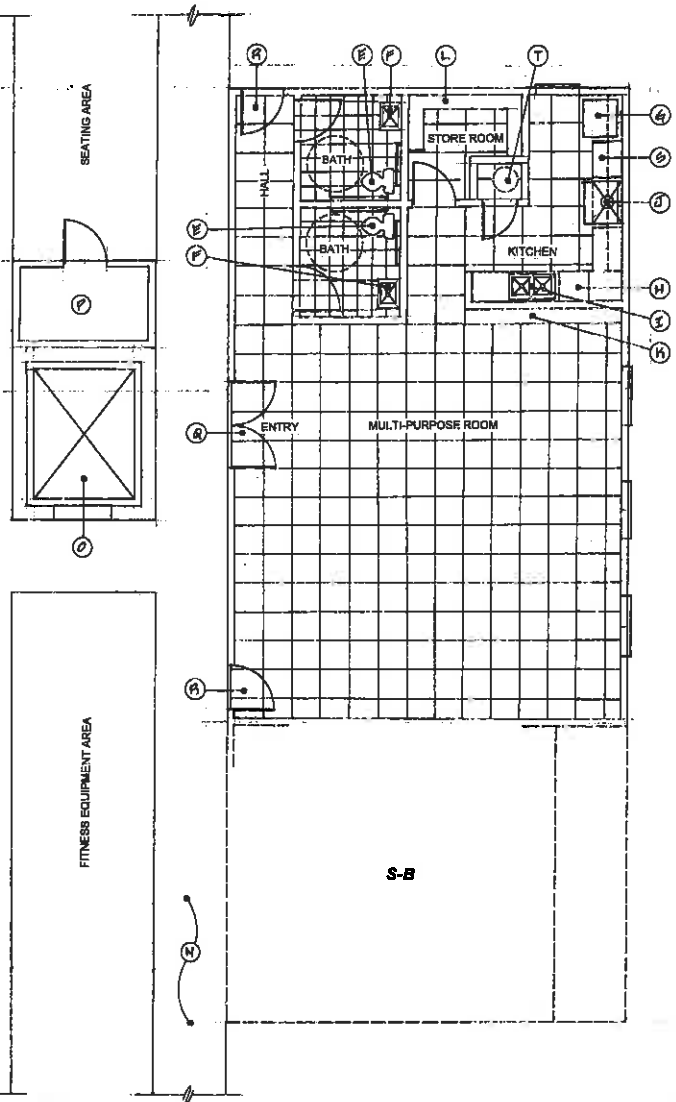 R
E
F
L
T
SEATING AREA
G
HALL
STORE ROOM
BATH
S
J
E
BATH
KITCHEN
F
P
H
I
K
Q
ENTRY
MULTI-PURPOSE ROOM
O
R
FITNESS EQUIPMENT AREA
S-B
N